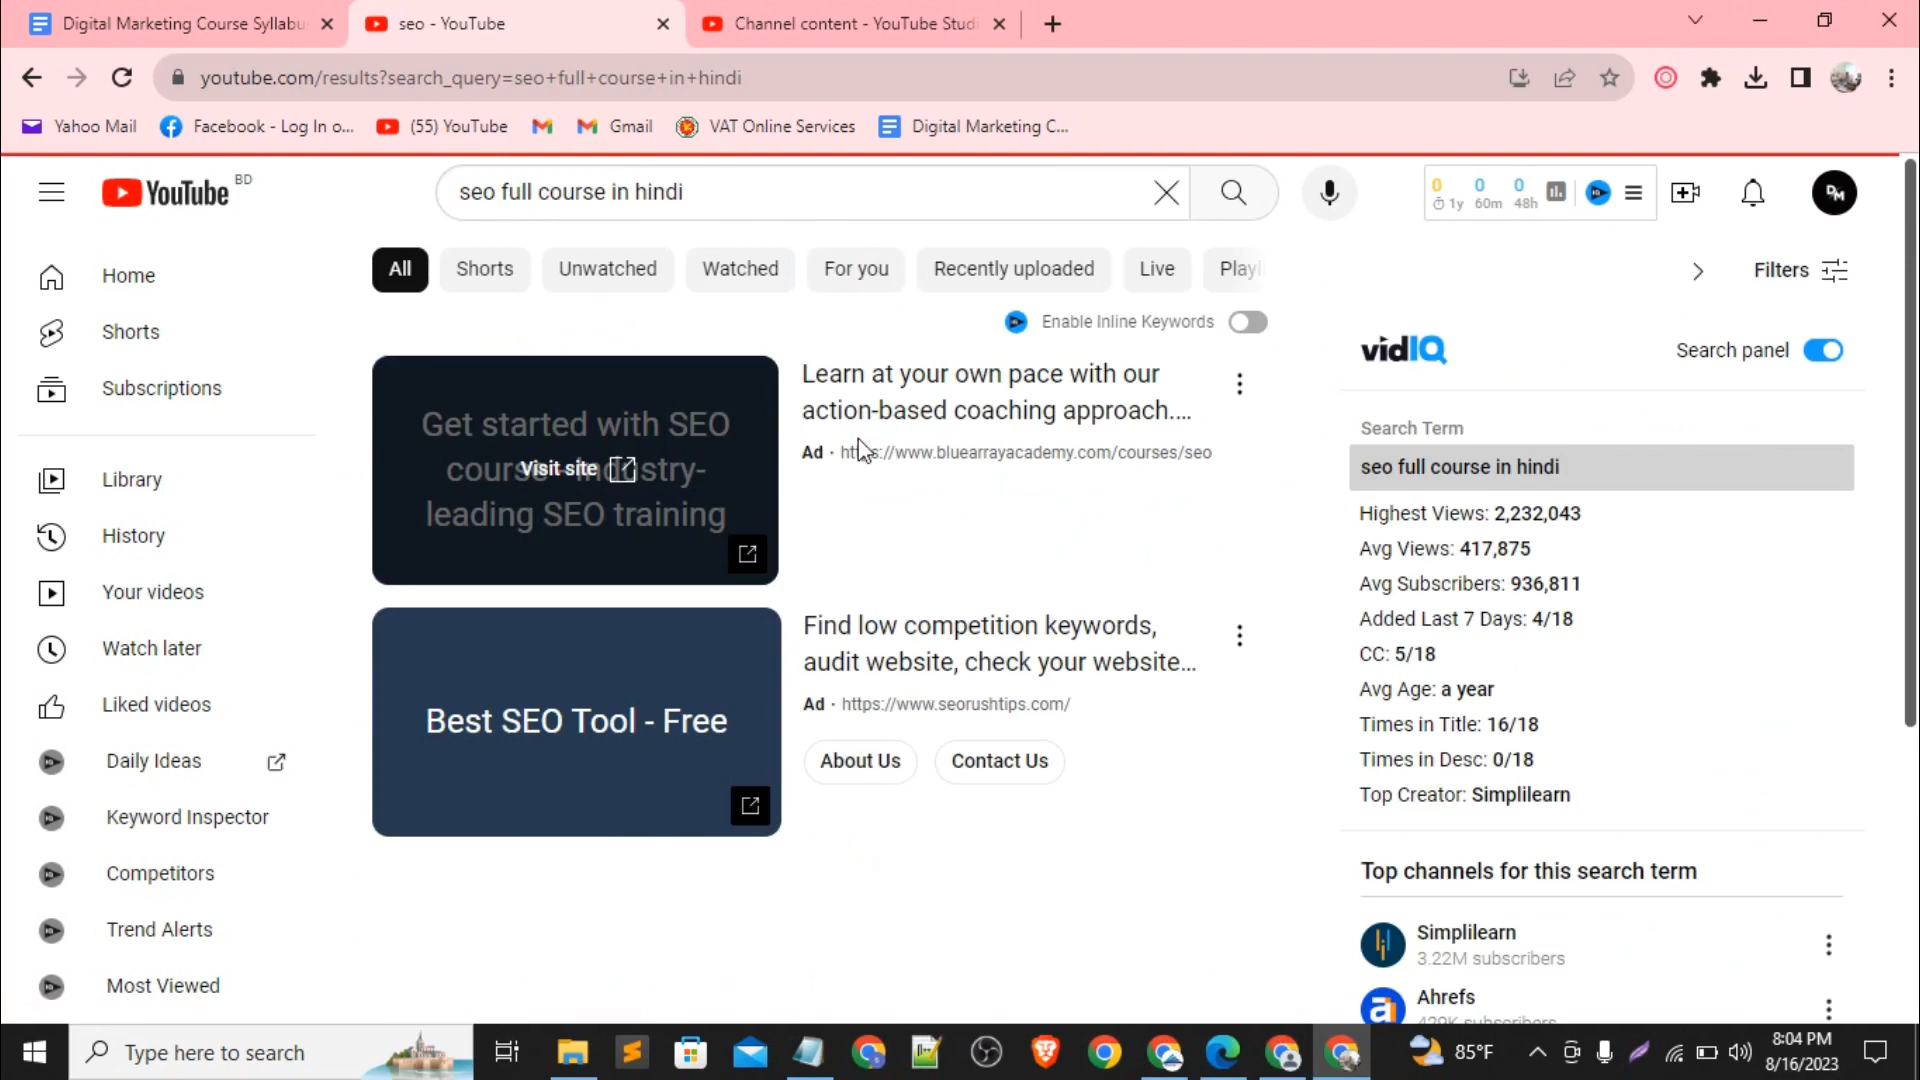 Digital Marketing Course Syllabu
seo - YouTube
Channel content - YouTube Studi
youtube.com/results?search_query=seo+full+course+in+hindi
Yahoo Mail
Facebook - Log In o...
(55) YouTube
Gmail
VAT Online Services
Digital Marketing C...
YouTube BD
seo full course in hindi
0 0 0
1y 60m 48h
DM
All
Shorts
Unwatched
Watched
For you
Recently uploaded
Live
Playl
Filters
Home
Shorts
Subscriptions
Library
History
Your videos
Watch later
Liked videos
Daily Ideas
Keyword Inspector
Competitors
Trend Alerts
Most Viewed
Enable Inline Keywords
Get started with SEO
course - industry-
leading SEO training
Visit site
Learn at your own pace with our
action-based coaching approach....
Ad · https://www.bluearrayacademy.com/courses/seo
Best SEO Tool - Free
Find low competition keywords,
audit website, check your website...
Ad · https://www.seorushtips.com/
About Us
Contact Us
vidIQ
Search panel
Search Term
seo full course in hindi
Highest Views: 2,232,043
Avg Views: 417,875
Avg Subscribers: 936,811
Added Last 7 Days: 4/18
CC: 5/18
Avg Age: a year
Times in Title: 16/18
Times in Desc: 0/18
Top Creator: Simplilearn
Top channels for this search term
Simplilearn
3.22M subscribers
Ahrefs
429K subscribers
Type here to search
85°F
8:04 PM
8/16/2023